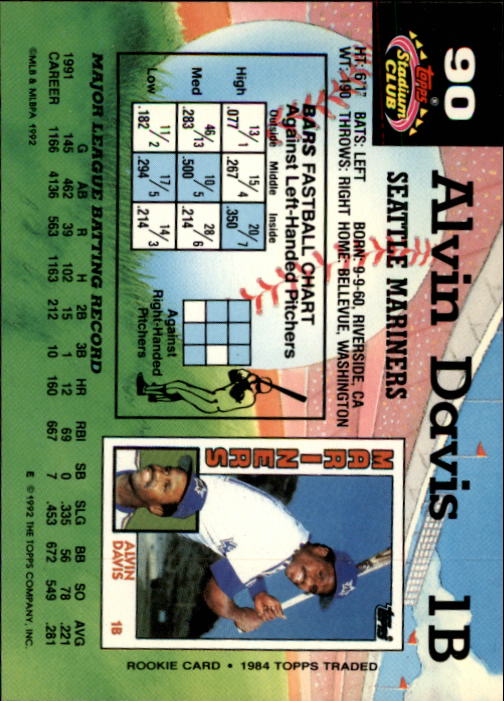 90
Topps
Stadium
CLUB
Alvin Davis 1B
SEATTLE MARINERS
HT: 6'1" BATS: LEFT BORN: 9-9-60, RIVERSIDE, CA
WT: 190 THROWS: RIGHT HOME: BELLEVUE, WASHINGTON
BARS FASTBALL CHART
Against Left-Handed Pitchers
Outside Middle Inside
High 13/1 .077 15/4 .267 20/7 .350
Med 46/13 .283 10/5 .500 28/6 .214
Low 11/2 .182 17/5 .294 14/3 .214
Against
Right-Handed
Pitchers
Topps
MARINERS
ALVIN
DAVIS
1B
ROOKIE CARD • 1984 TOPPS TRADED
MAJOR LEAGUE BATTING RECORD
G AB R H 2B 3B HR RBI SB SLG BB SO AVG
1991 145 462 39 102 15 1 12 69 0 .335 56 78 .221
CAREER 1166 4136 563 1163 212 10 160 667 7 .453 672 549 .281
©MLB & MLBPA 1992
E ©1992 THE TOPPS COMPANY, INC.